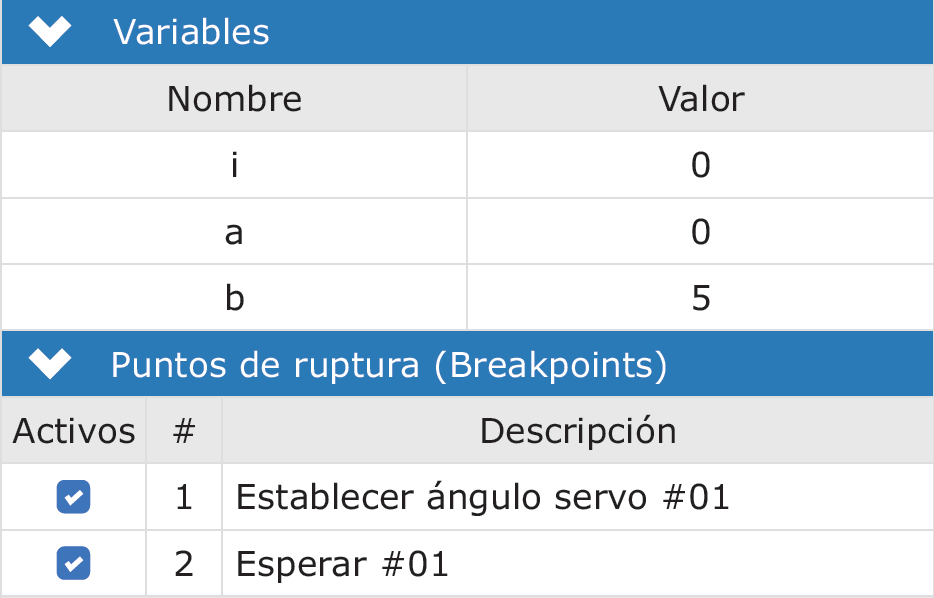 Variables
Nombre Valor
i 0
a 0
b 5
Puntos de ruptura (Breakpoints)
Activos # Descripción
1 Establecer ángulo servo #01
2 Esperar #01